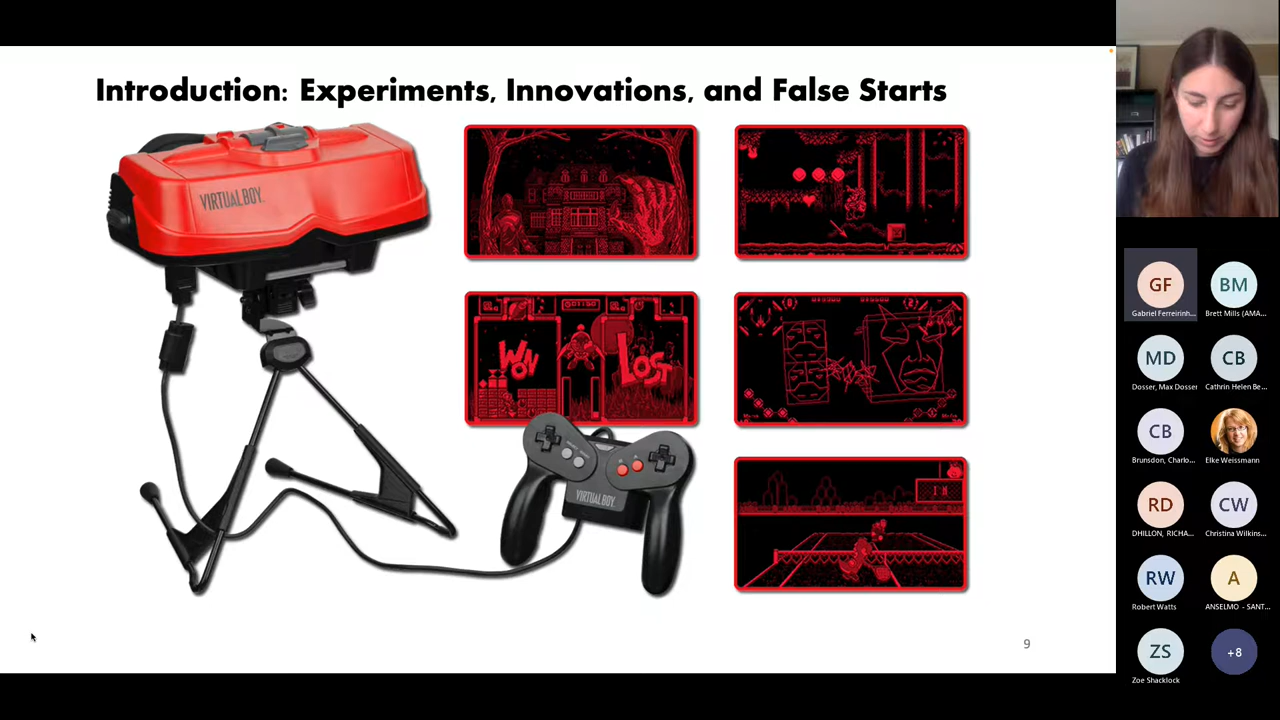 Introduction: Experiments, Innovations, and False Starts
VIRTUAL BOY
WON
LOST
VIRTUAL BOY
I'M
9
GF
Gabriel Ferreirinh...
BM
Brett Mills (AMA...
MD
Dosser, Max Dosser
CB
Cathrin Helen Be...
CB
Brunsdon, Charlo...
Elke Weissmann
RD
DHILLON, RICHA...
CW
Christina Wilkins...
RW
Robert Watts
A
ANSELMO - SANT...
ZS
Zoe Shacklock
+8